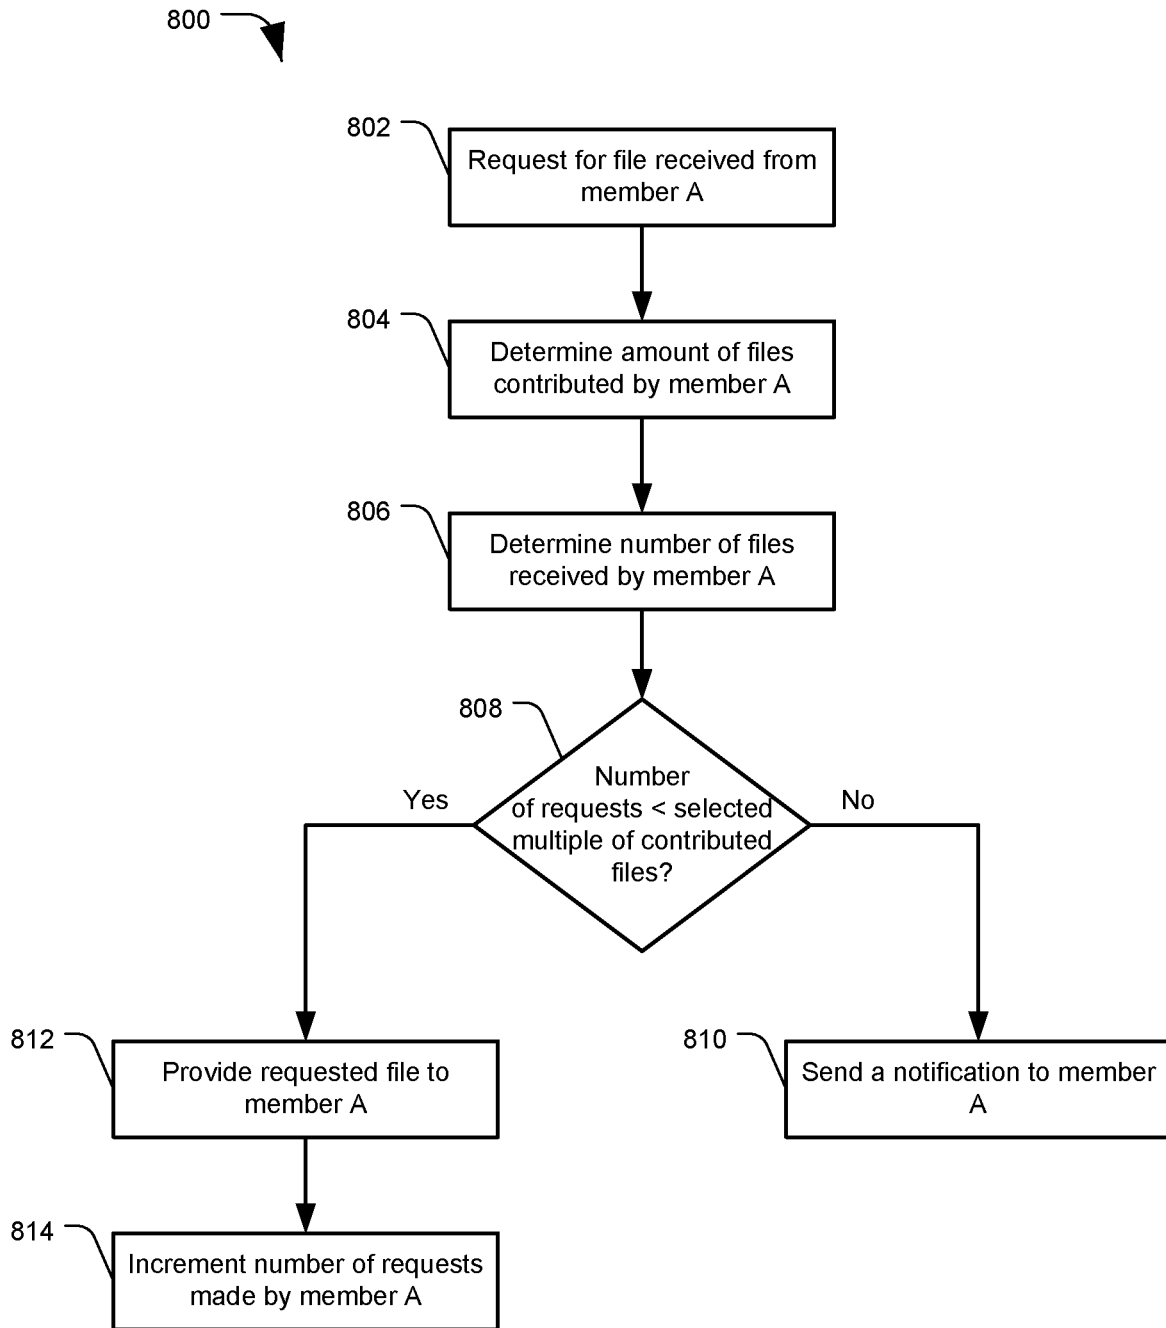 800
802
Request for file received from
member A
804
Determine amount of files
contributed by member A
806
Determine number of files
received by member A
808
Number
of requests < selected
multiple of contributed
files?
Yes
No
812
Provide requested file to
member A
810
Send a notification to member
A
814
Increment number of requests
made by member A